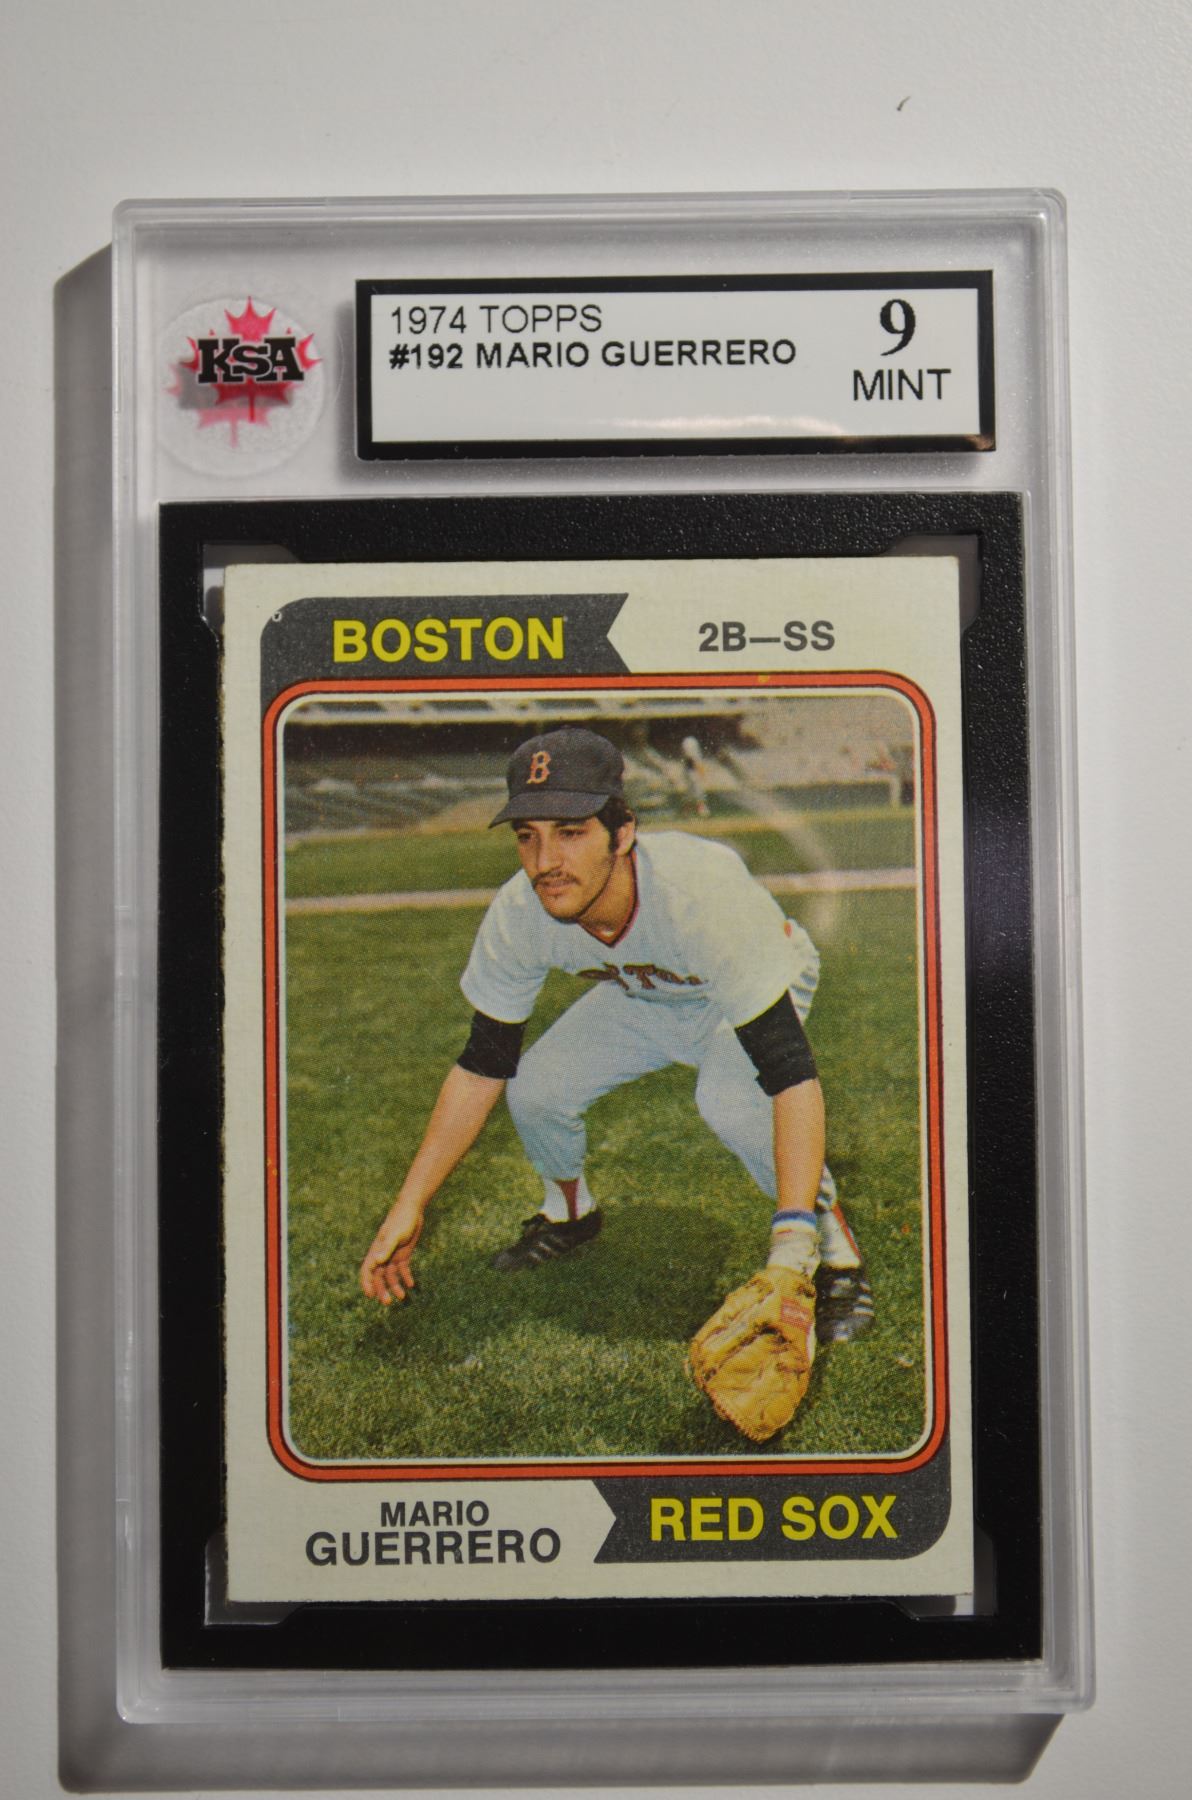 KSA
1974 TOPPS
#192 MARIO GUERRERO
9
MINT
BOSTON
2B—SS
B
MARIO
GUERRERO
RED SOX